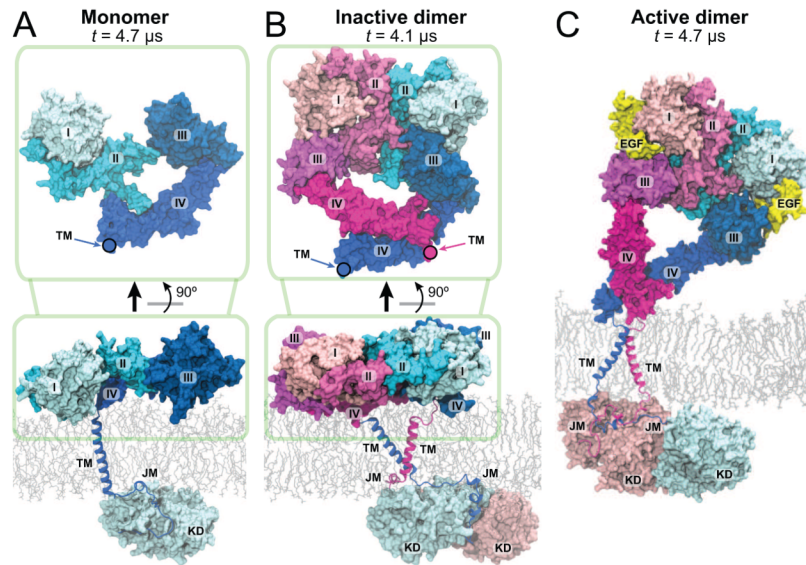 A
Monomer
t = 4.7 µs
I
II
III
IV
TM
90º
I
II
III
IV
TM
JM
KD
B
Inactive dimer
t = 4.1 µs
I
II
II
I
III
III
IV
IV
TM
TM
90º
III
I
II
II
III
I
IV
IV
TM
TM
JM
JM
KD
KD
C
Active dimer
t = 4.7 µs
EGF
I
II
II
I
III
EGF
III
IV
IV
TM
TM
JM
JM
KD
KD